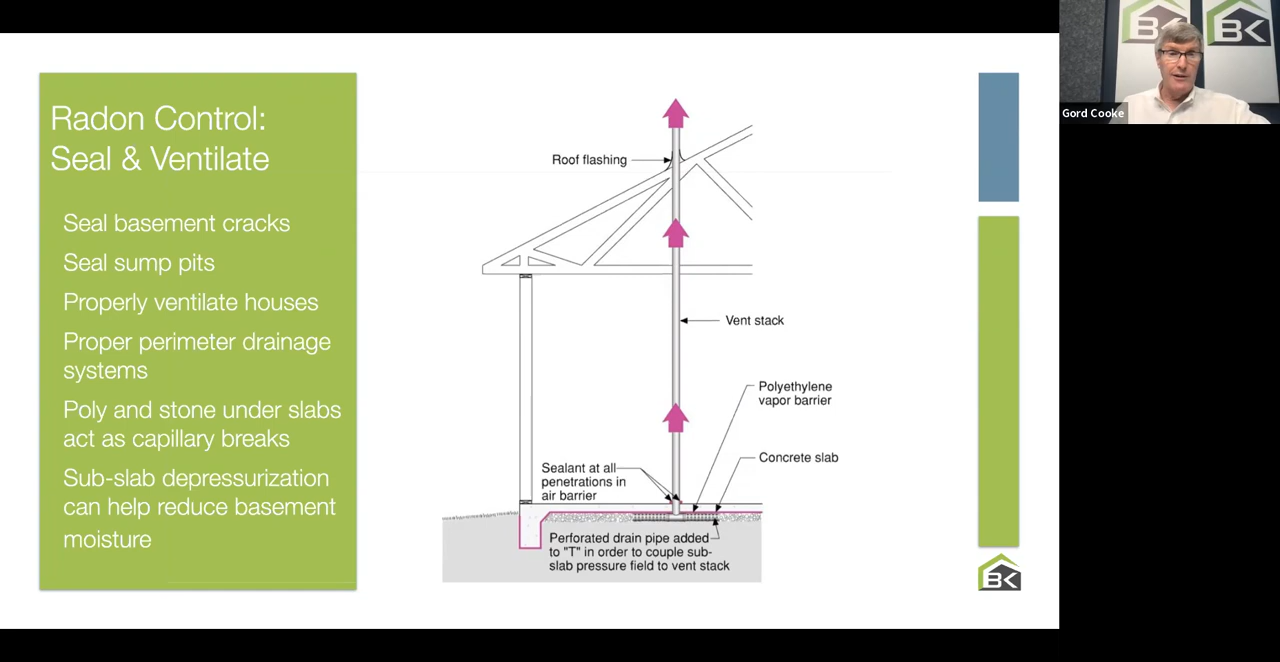 Radon Control:
Seal & Ventilate
Seal basement cracks
Seal sump pits
Properly ventilate houses
Proper perimeter drainage
systems
Poly and stone under slabs
act as capillary breaks
Sub-slab depressurization
can help reduce basement
moisture
Roof flashing
Vent stack
Polyethylene
vapor barrier
Concrete slab
Sealant at all
penetrations in
air barrier
Perforated drain pipe added
to "T" in order to couple sub-
slab pressure field to vent stack
BK
BK
BK
Gord Cooke